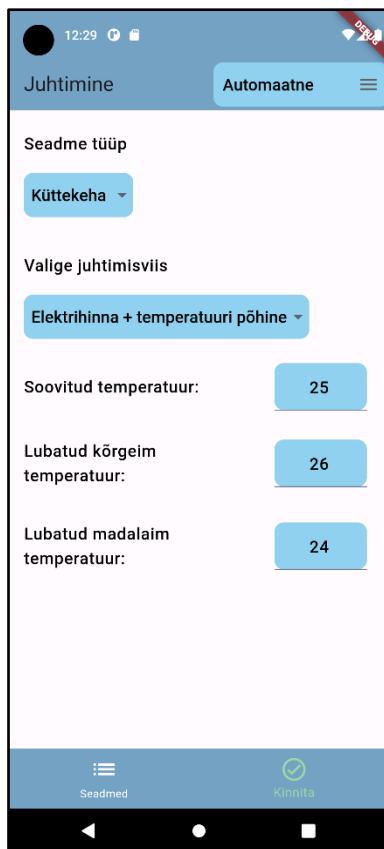 12:29
DEBUG
Juhtimine
Automaatne
Seadme tüüp
Küttekeha
Valige juhtimisviis
Elektrihinna + temperatuuri põhine
Soovitud temperatuur:
25
Lubatud kõrgeim
temperatuur:
26
Lubatud madalaim
temperatuur:
24
Seadmed
Kinnita